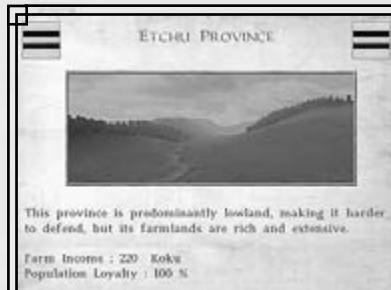 ETCHU PROVINCE
This province is predominantly lowland, making it harder
to defend, but its farmlands are rich and extensive.
Farm Income : 220 Koku
Population Loyalty : 100 %